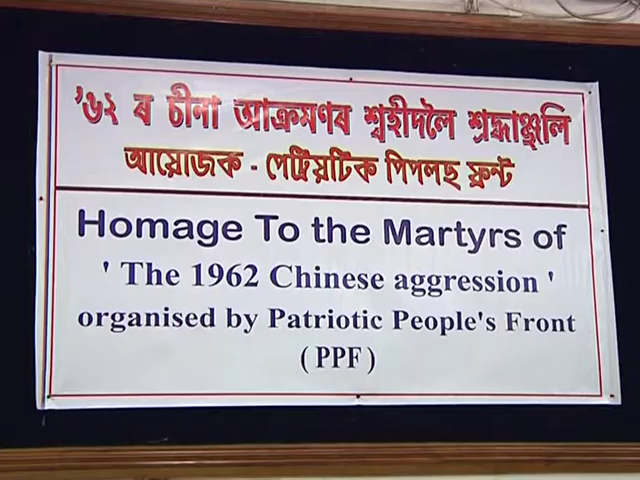 '৬২ ৰ চীনা আক্ৰমণৰ শ্বহীদলৈ শ্ৰদ্ধাঞ্জলি
আয়োজক - পেট্ৰিয়টিক পিপলছ ফ্ৰন্ট
Homage To the Martyrs of
' The 1962 Chinese aggression '
organised by Patriotic People's Front
( PPF )